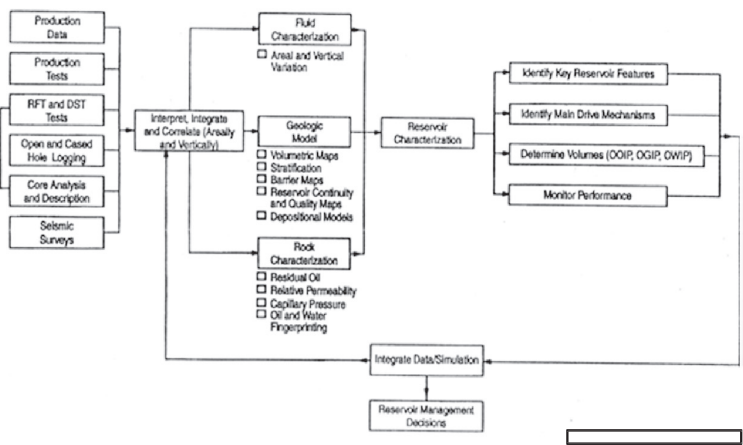 Production
Data
Production
Tests
RFT and DST
Tests
Open and Cased
Hole Logging
Core Analysis
and Description
Seismic
Surveys
Interpret, Integrate
and Correlate (Areally
and Vertically)
Fluid
Characterization
Areal and Vertical
Variation
Geologic
Model
Volumetric Maps
Stratification
Barrier Maps
Reservoir Continuity
and Quality Maps
Depositional Models
Rock
Characterization
Residual Oil
Relative Permeability
Capillary Pressure
Oil and Water
Fingerprinting
Reservoir
Characterization
Identify Key Reservoir Features
Identify Main Drive Mechanisms
Determine Volumes (OOIP, OGIP, OWIP)
Monitor Performance
Integrate Data/Simulation
Reservoir Management
Decisions